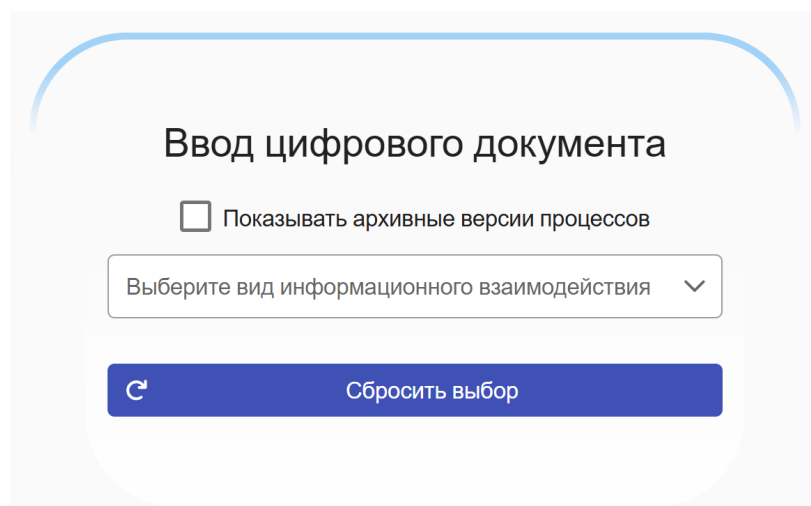 Ввод цифрового документа
Показывать архивные версии процессов
Выберите вид информационного взаимодействия
Сбросить выбор